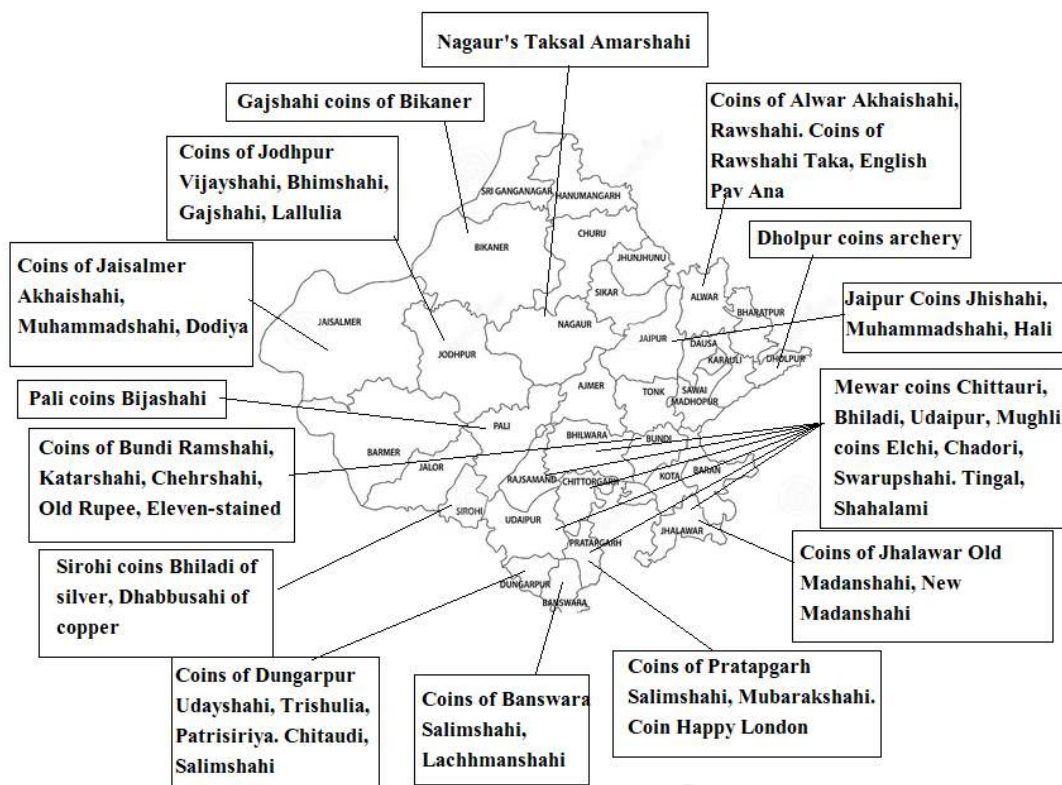 Nagaur's Taksal Amarshahi
Gajshahi coins of Bikaner
Coins of Alwar Akhaishahi,
Rawshahi. Coins of
Rawshahi Taka, English
Pav Ana
Coins of Jodhpur
Vijayshahi, Bhimshahi,
Gajshahi, Lallulia
Dholpur coins archery
Coins of Jaisalmer
Akhaishahi,
Muhammadshahi, Dodiya
Jaipur Coins Jhishahi,
Muhammadshahi, Hali
Pali coins Bijashahi
Mewar coins Chittauri,
Bhiladi, Udaipur, Mughli
coins Elchi, Chadori,
Swarupshahi. Tingal,
Shahalami
Coins of Bundi Ramshahi,
Katarshahi, Chehrshahi,
Old Rupee, Eleven-stained
Sirohi coins Bhiladi of
silver, Dhabbusahi of
copper
Coins of Jhalawar Old
Madanshahi, New
Madanshahi
Coins of Dungarpur
Udayshahi, Trishulia,
Patrisiriya. Chitaudi,
Salimshahi
Coins of Banswara
Salimshahi,
Lachhmanshahi
Coins of Pratapgarh
Salimshahi, Mubarakshahi.
Coin Happy London
SRI GANGANAGAR
HANUMANGARH
BIKANER
CHURU
JHUNJHUNU
SIKAR
ALWAR
BHARATPUR
JAISALMER
JODHPUR
NAGAUR
JAIPUR
DAUSA
KARAULI
DHOLPUR
AJMER
TONK
SAWAI
MADHOPUR
PALI
BARMER
JALOR
BHILWARA
BUNDI
RAJSAMAND
CHITTORGARH
KOTA
BARAN
SIROHI
UDAIPUR
PRATAPGARH
JHALAWAR
DUNGARPUR
BANSWARA